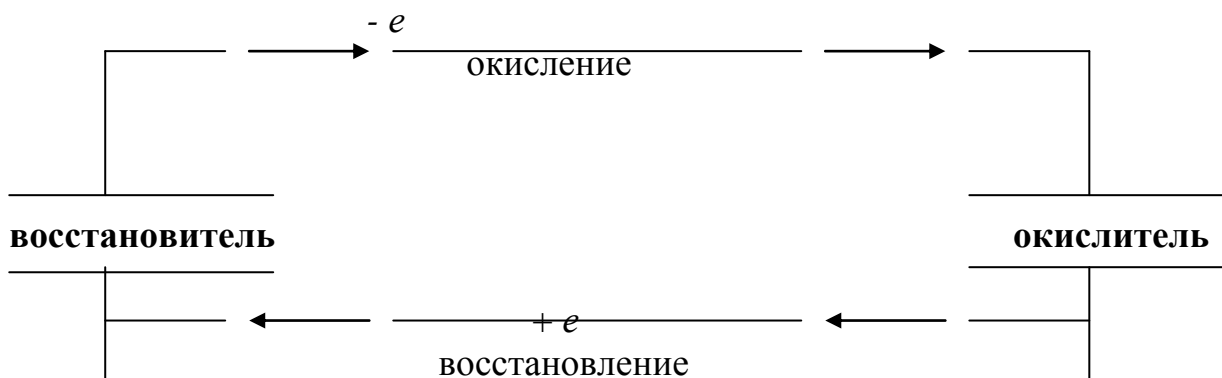 - e
окисление
восстановитель
окислитель
+ e
восстановление